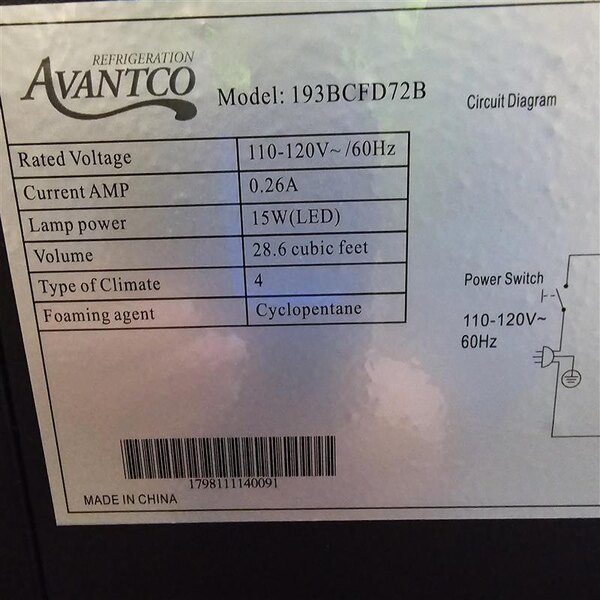 REFRIGERATION
AVANTCO
Model: 193BCFD72B
Circuit Diagram
Rated Voltage 110-120V~ /60Hz
Current AMP 0.26A
Lamp power 15W(LED)
Volume 28.6 cubic feet
Type of Climate 4
Foaming agent Cyclopentane
Power Switch
110-120V~
60Hz
1798111140091
MADE IN CHINA